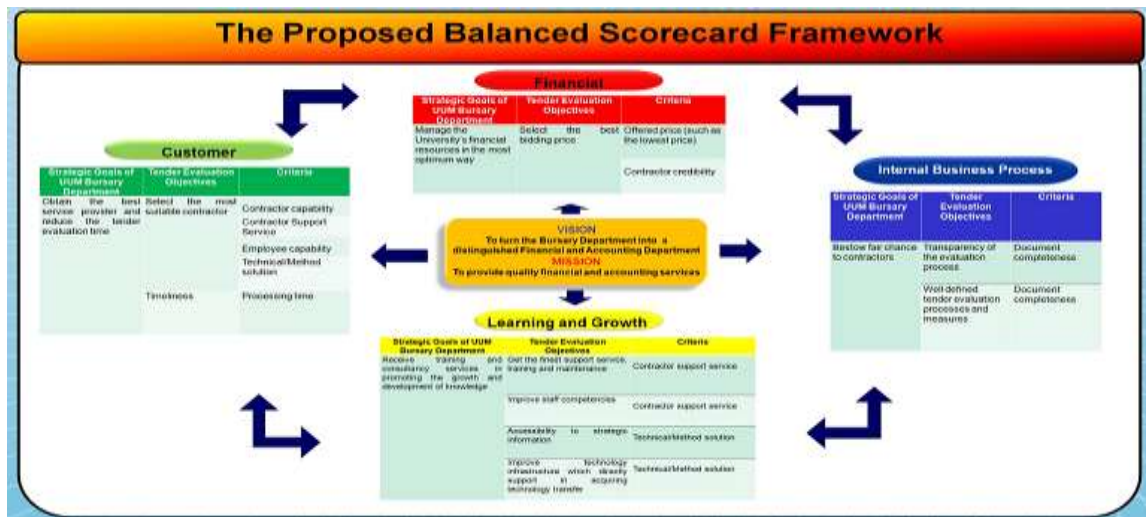 The Proposed Balanced Scorecard Framework
Financial
Strategic Goals of
UUM Bursary
Department
Tender Evaluation
Objectives
Criteria
Manage the
University's financial
resources in the most
optimum way
Select the best
bidding price
Offered price (such as
the lowest price)
Contractor credibility
Customer
Strategic Goals of
UUM Bursary
Department
Tender Evaluation
Objectives
Criteria
Obtain the best
service provider and
reduce the tender
evaluation time
Select the most
suitable contractor
Contractor capability
Contractor Support
Service
Employee capability
Technical/Method
solution
Timeliness
Processing time
VISION
To turn the Bursary Department into a
distinguished Financial and Accounting Department
MISSION
To provide quality financial and accounting services
Internal Business Process
Strategic Goals of
UUM Bursary
Department
Tender
Evaluation
Objectives
Criteria
Bestow fair chance
to contractors
Transparency of
the evaluation
process
Document
completeness
Well defined
tender evaluation
processes and
measures
Document
completeness
Learning and Growth
Strategic Goals of UUM
Bursary Department
Tender Evaluation
Objectives
Criteria
Receive training and
consultancy services in
promoting the growth and
development of knowledge
Get the finest support service,
training and maintenance
Contractor support service
Improve staff competencies
Contractor support service
Accessibility to strategic
information
Technical/Method solution
Improve technology
infrastructure which directly
support in acquiring
technology transfer
Technical/Method solution